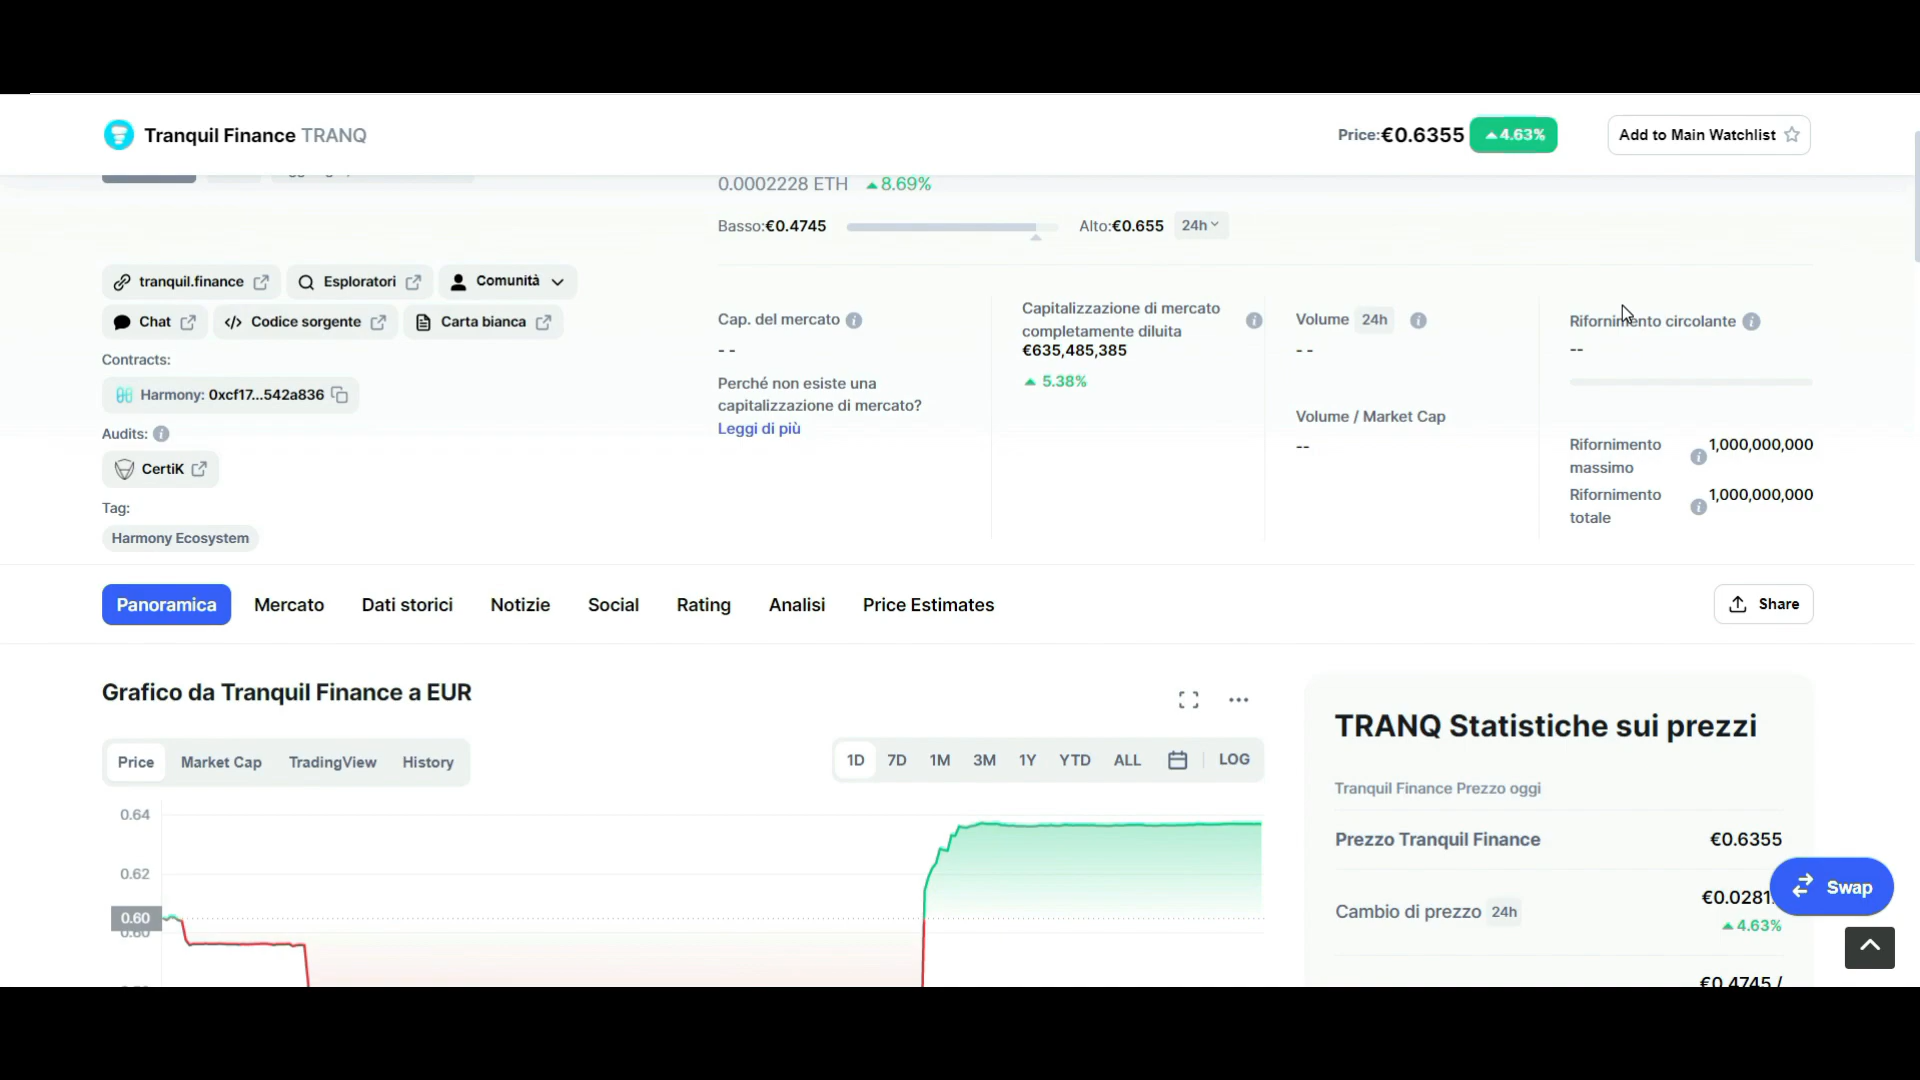 Tranquil Finance TRANQ
Price:€0.6355 4.63%
Add to Main Watchlist
0.0002228 ETH 8.69%
Basso:€0.4745 Alto:€0.655 24h
tranquil.finance Esploratori Comunità
Chat Codice sorgente Carta bianca
Contracts:
Harmony: 0xcf17...542a836
Audits:
CertiK
Tag:
Harmony Ecosystem
Cap. del mercato
- -
Perché non esiste una
capitalizzazione di mercato?
Leggi di più
Capitalizzazione di mercato
completamente diluita
€635,485,385
5.38%
Volume 24h
- -
Volume / Market Cap
--
Rifornimento circolante
--
Rifornimento
massimo
1,000,000,000
Rifornimento
totale
1,000,000,000
Panoramica Mercato Dati storici Notizie Social Rating Analisi Price Estimates
Share
Grafico da Tranquil Finance a EUR
Price Market Cap TradingView History
1D 7D 1M 3M 1Y YTD ALL LOG
0.64
0.62
0.60
0.60
TRANQ Statistiche sui prezzi
Tranquil Finance Prezzo oggi
Prezzo Tranquil Finance €0.6355
Cambio di prezzo 24h €0.0281
4.63%
€0.4745 /
Swap